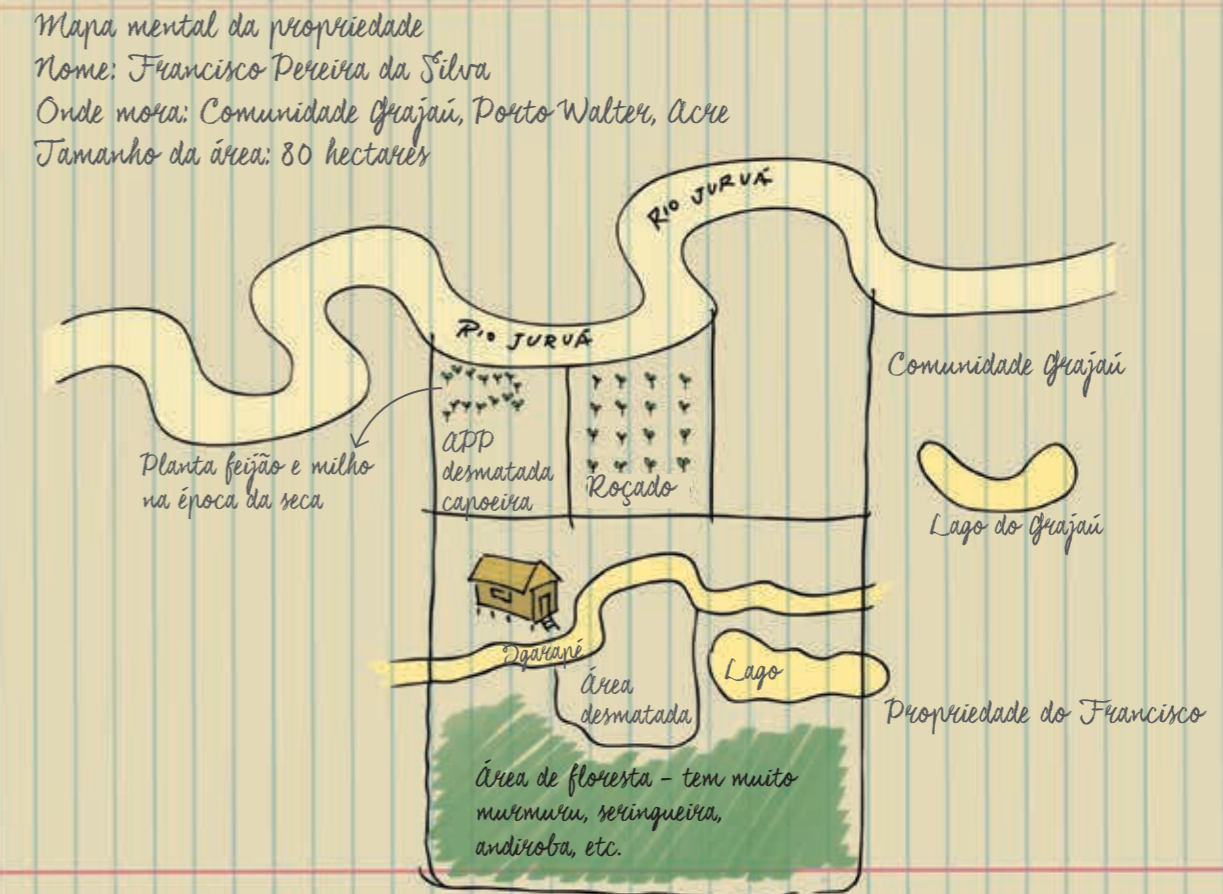 Mapa mental da propriedade
Nome: Francisco Pereira da Silva
Onde mora: Comunidade Grajaú, Porto Walter, Acre
Tamanho da área: 80 hectares
RIO JURUÁ
RIO JURUÁ
Comunidade Grajaú
Planta feijão e milho
na época da seca
APP
desmatada
capoeira
Roçado
Lago do Grajaú
Igarapé
Área
desmatada
Lago
Propriedade do Francisco
Área de floresta – tem muito
murmuru, seringueira,
andiroba, etc.